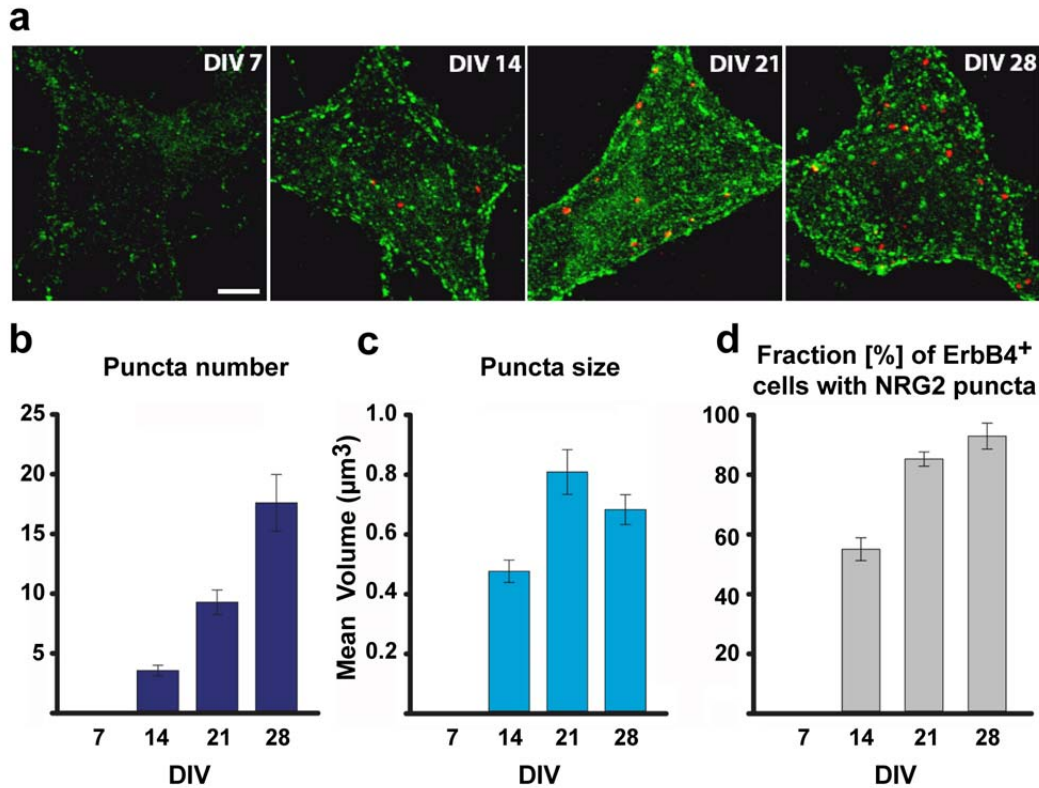 a
DIV 7
DIV 14
DIV 21
DIV 28
b
Puncta number
25
20
15
10
5
7 14 21 28
DIV
c
Puncta size
Mean Volume (µm3)
1.0
0.8
0.6
0.4
0.2
7 14 21 28
DIV
d
Fraction [%] of ErbB4+
cells with NRG2 puncta
100
80
60
40
20
7 14 21 28
DIV